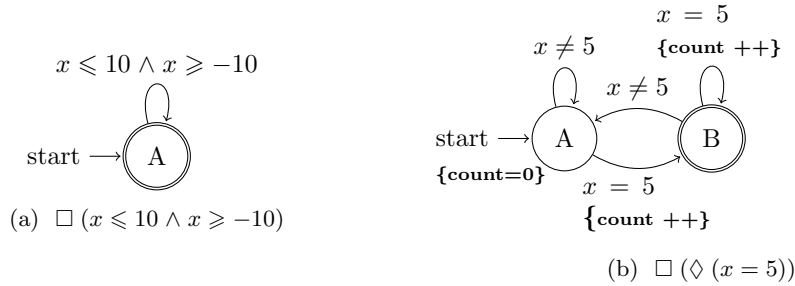 x ⩽ 10 ∧ x ⩾ −10
start
A
(a) □ (x ⩽ 10 ∧ x ⩾ −10)
x = 5
{count ++}
x ≠ 5
x ≠ 5
start
A
B
{count=0}
x = 5
{count ++}
(b) □ (◊ (x = 5))